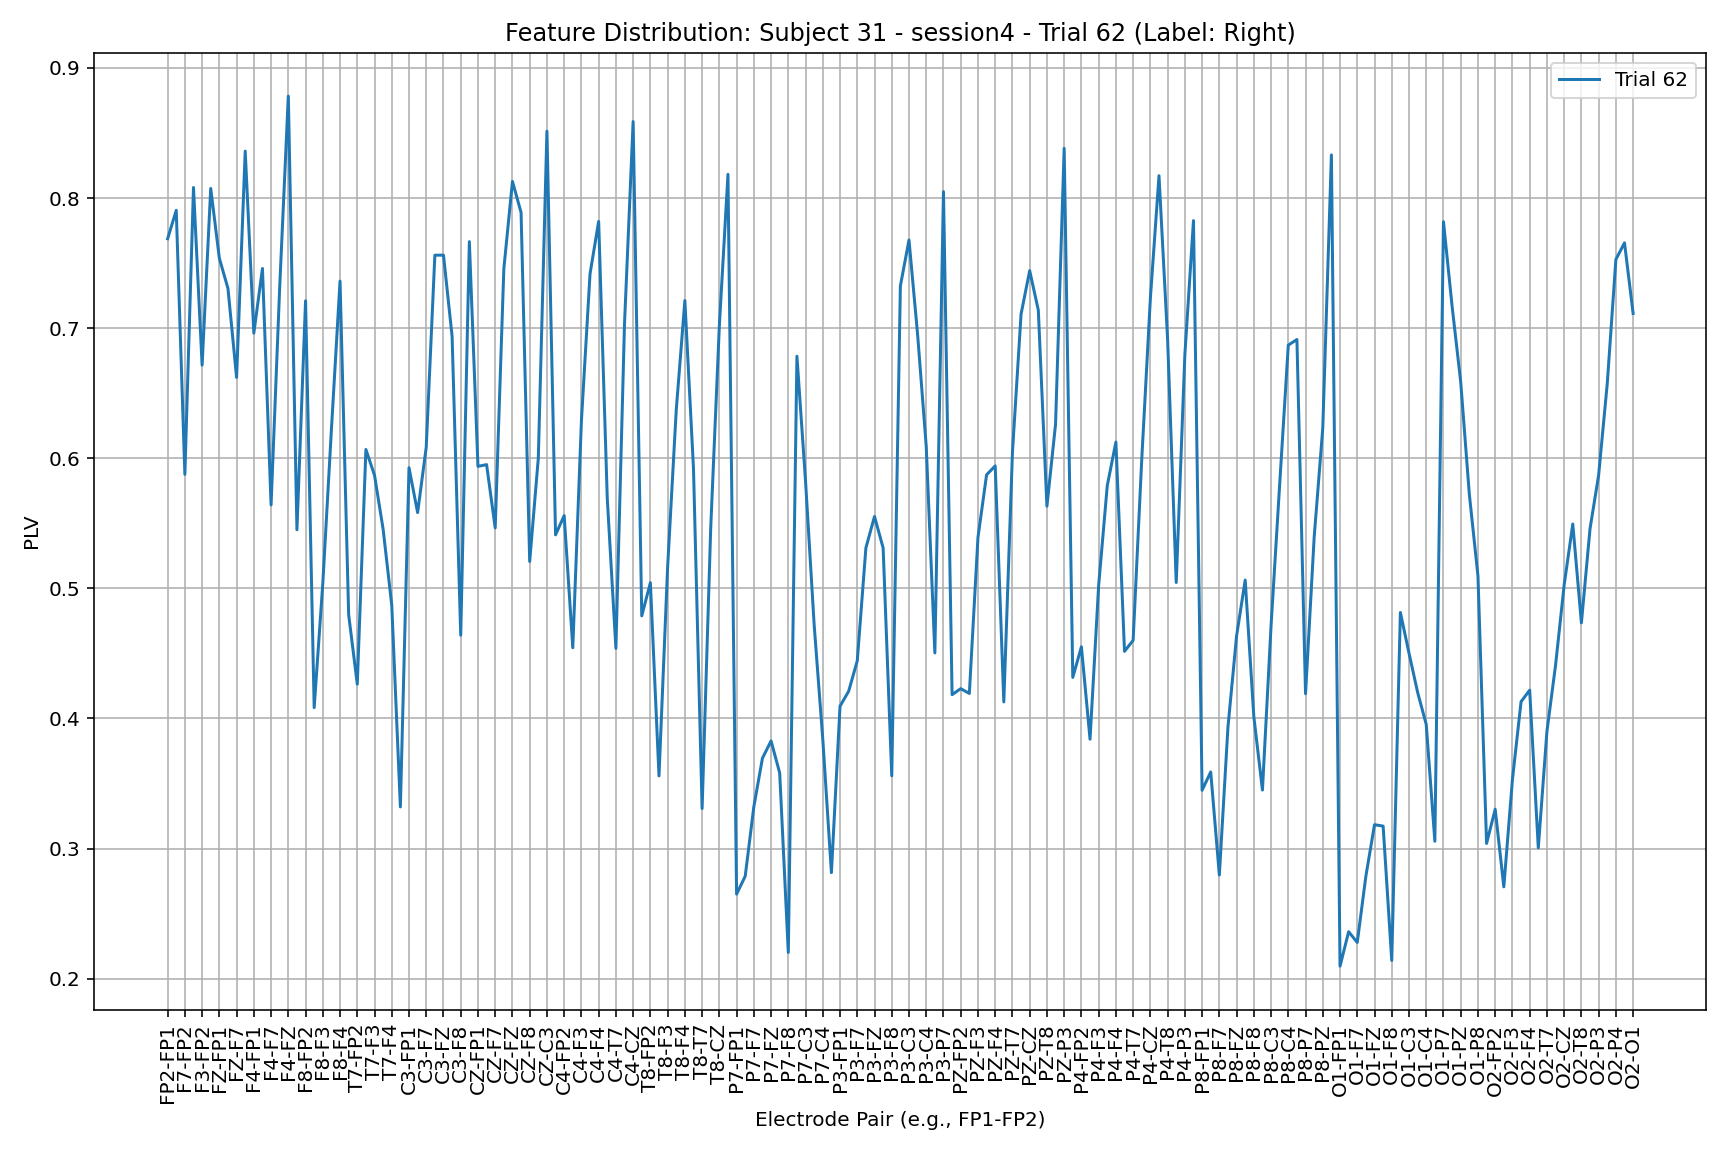 Feature Distribution: Subject 31 - session4 - Trial 62 (Label: Right)
Trial 62
PLV
0.9
0.8
0.7
0.6
0.5
0.4
0.3
0.2
FP2-FP1
F7-FP2
F3-FP2
FZ-FP1
FZ-F7
F4-FP1
F4-F7
F4-FZ
F8-FP2
F8-F3
F8-F4
T7-FP2
T7-F3
T7-F4
C3-FP1
C3-F7
C3-FZ
C3-F8
CZ-FP1
CZ-F7
CZ-FZ
CZ-F8
CZ-C3
C4-FP2
C4-F3
C4-F4
C4-T7
C4-CZ
T8-FP2
T8-F3
T8-F4
T8-T7
T8-CZ
P7-FP1
P7-F7
P7-FZ
P7-F8
P7-C3
P7-C4
P3-FP1
P3-F7
P3-FZ
P3-F8
P3-C3
P3-C4
P3-P7
PZ-FP2
PZ-F3
PZ-F4
PZ-T7
PZ-CZ
PZ-T8
PZ-P3
P4-FP2
P4-F3
P4-F4
P4-T7
P4-CZ
P4-T8
P4-P3
P8-FP1
P8-F7
P8-FZ
P8-F8
P8-C3
P8-C4
P8-P7
P8-PZ
O1-FP1
O1-F7
O1-FZ
O1-F8
O1-C3
O1-C4
O1-P7
O1-PZ
O1-P8
O2-FP2
O2-F3
O2-F4
O2-T7
O2-CZ
O2-T8
O2-P3
O2-P4
O2-O1
Electrode Pair (e.g., FP1-FP2)